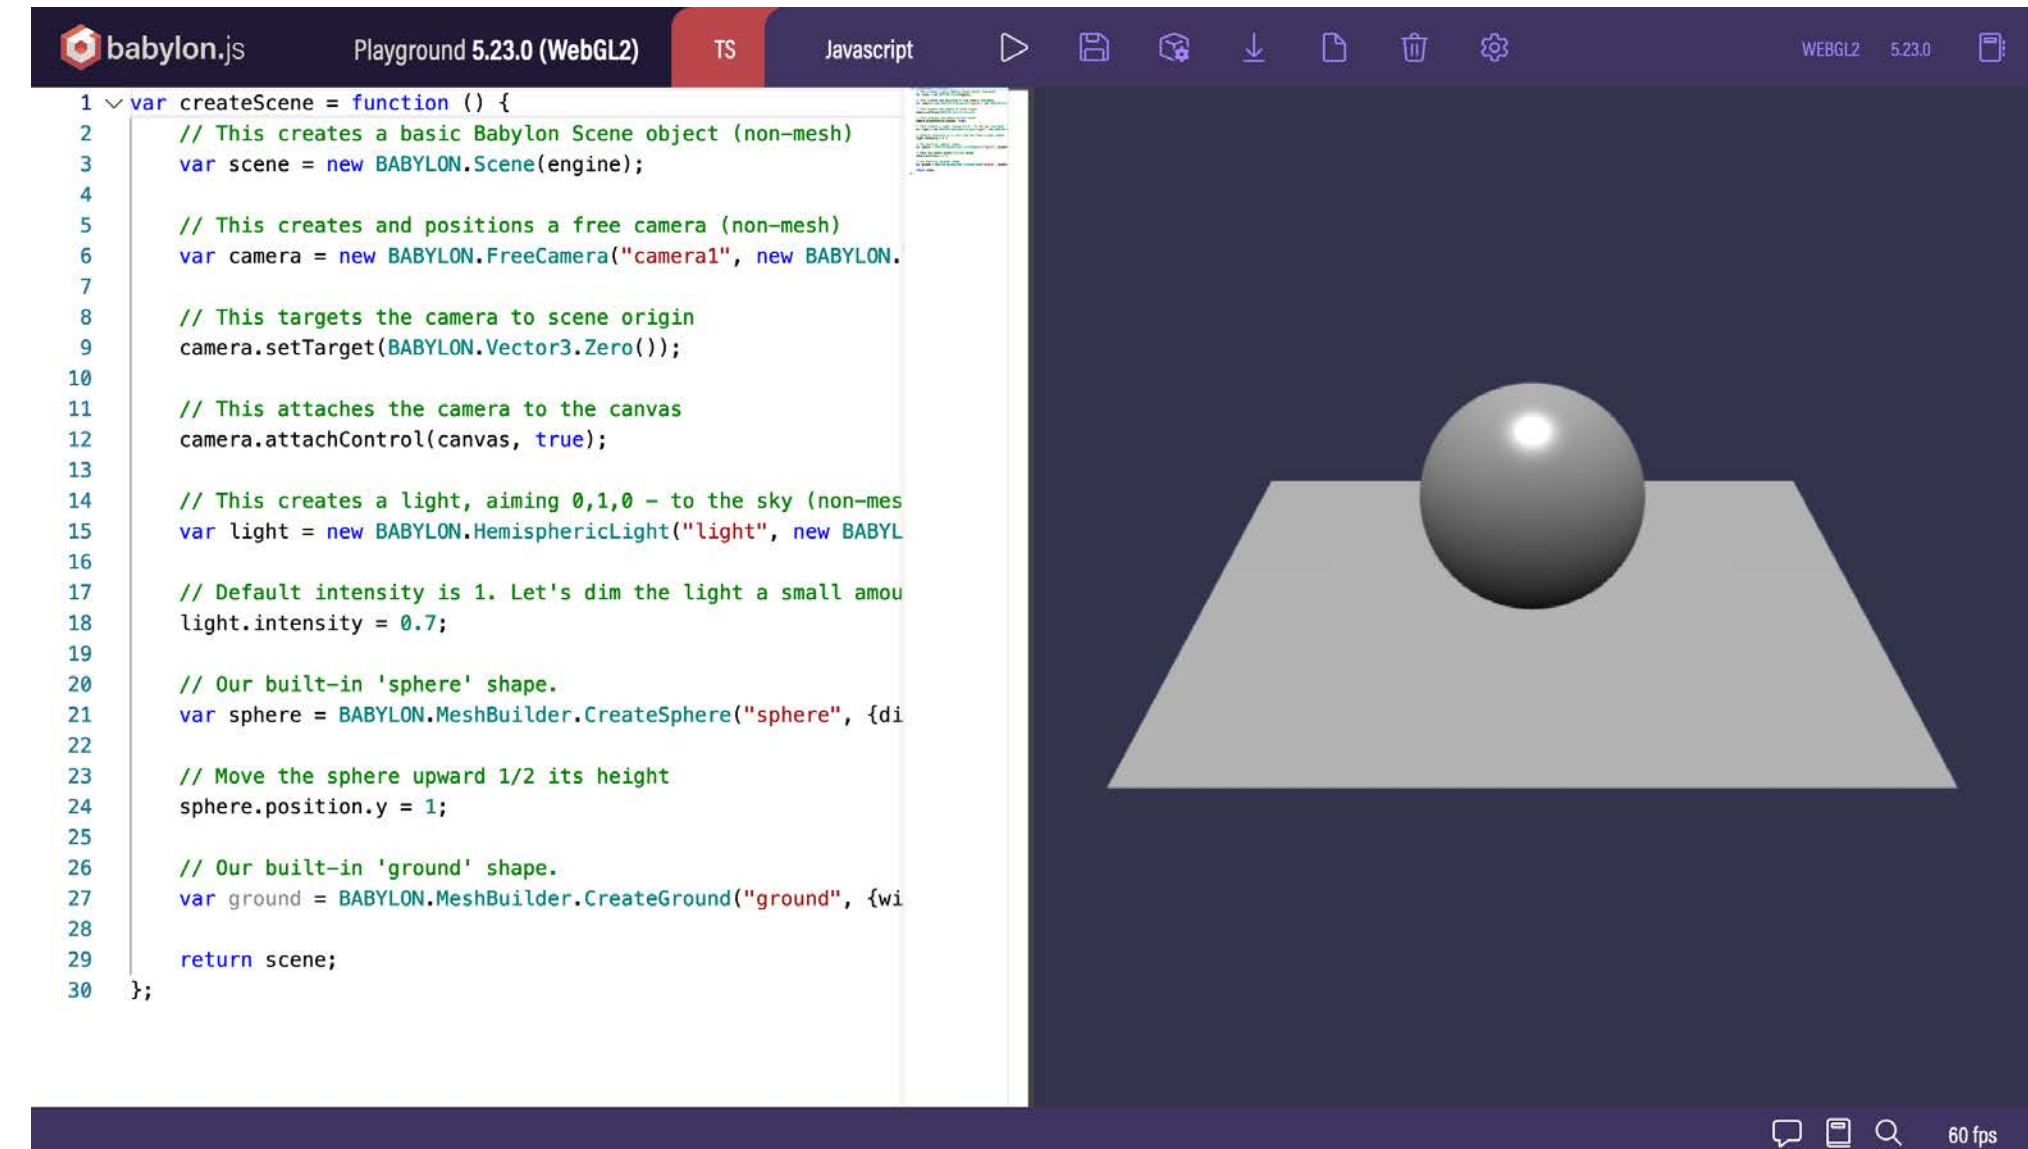 babylon.js Playground 5.23.0 (WebGL2) TS Javascript WEBGL2 5.23.0
1 var createScene = function () {
2 // This creates a basic Babylon Scene object (non-mesh)
3 var scene = new BABYLON.Scene(engine);
4
5 // This creates and positions a free camera (non-mesh)
6 var camera = new BABYLON.FreeCamera("camera1", new BABYLON.
7
8 // This targets the camera to scene origin
9 camera.setTarget(BABYLON.Vector3.Zero());
10
11 // This attaches the camera to the canvas
12 camera.attachControl(canvas, true);
13
14 // This creates a light, aiming 0,1,0 - to the sky (non-mes
15 var light = new BABYLON.HemisphericLight("light", new BABYL
16
17 // Default intensity is 1. Let's dim the light a small amou
18 light.intensity = 0.7;
19
20 // Our built-in 'sphere' shape.
21 var sphere = BABYLON.MeshBuilder.CreateSphere("sphere", {di
22
23 // Move the sphere upward 1/2 its height
24 sphere.position.y = 1;
25
26 // Our built-in 'ground' shape.
27 var ground = BABYLON.MeshBuilder.CreateGround("ground", {wi
28
29 return scene;
30 };
60 fps